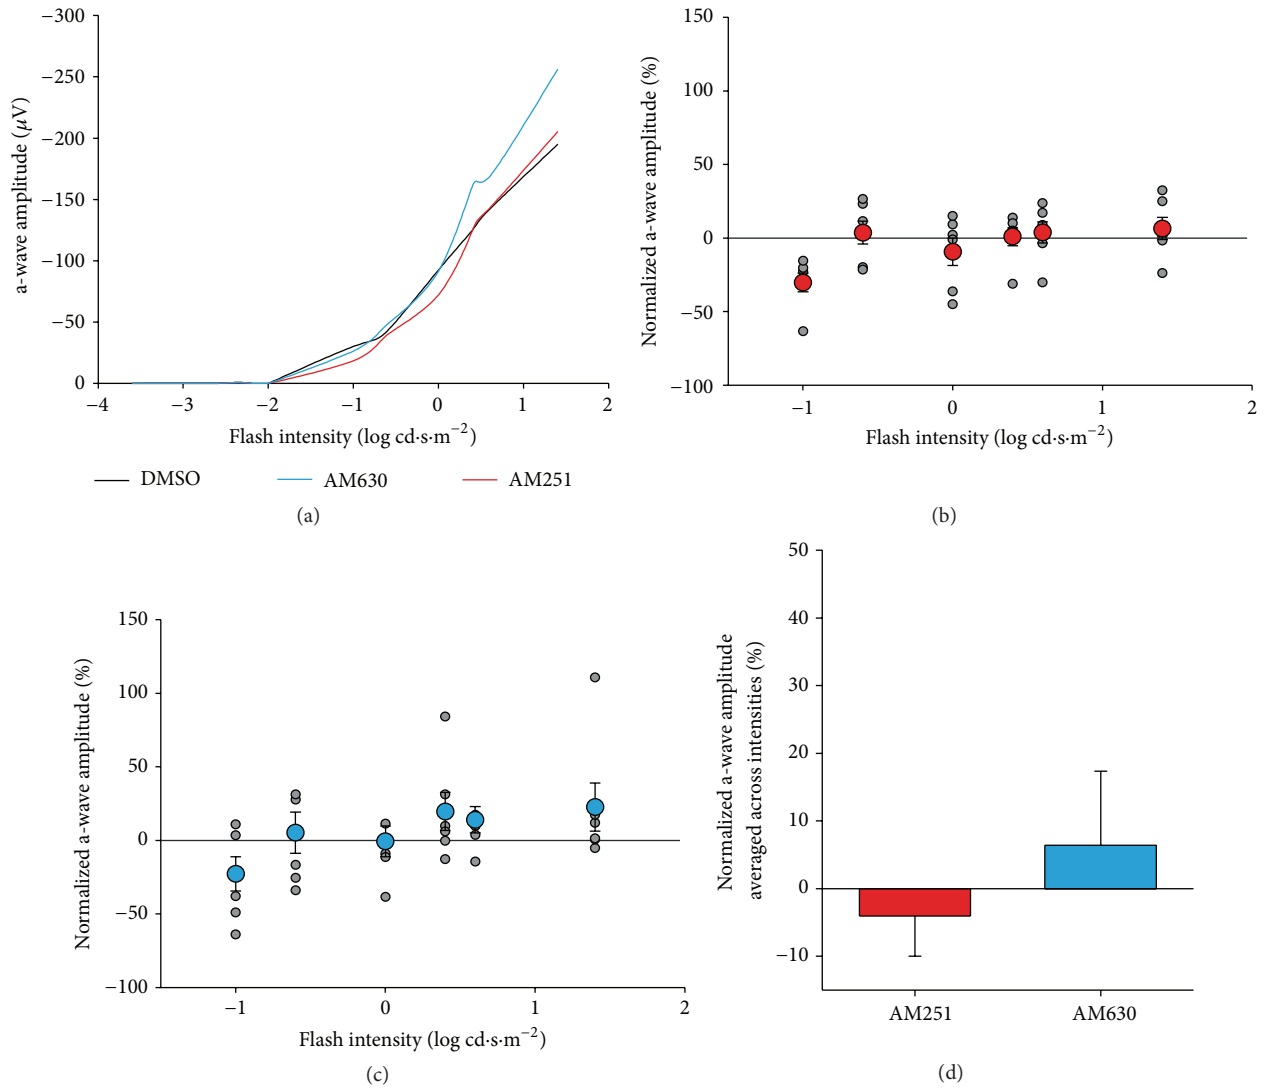 −300
−250
−200
−150
−100
−50
0
a-wave amplitude (μV)
−4 −3 −2 −1 0 1 2
Flash intensity (log cd·s·m−2)
DMSO AM630 AM251
(a)
150
100
50
0
−50
−100
Normalized a-wave amplitude (%)
−1 0 1 2
Flash intensity (log cd·s·m−2)
(b)
150
100
50
0
−50
−100
Normalized a-wave amplitude (%)
−1 0 1 2
Flash intensity (log cd·s·m−2)
(c)
50
40
30
20
10
0
−10
Normalized a-wave amplitude
averaged across intensities (%)
AM251 AM630
(d)